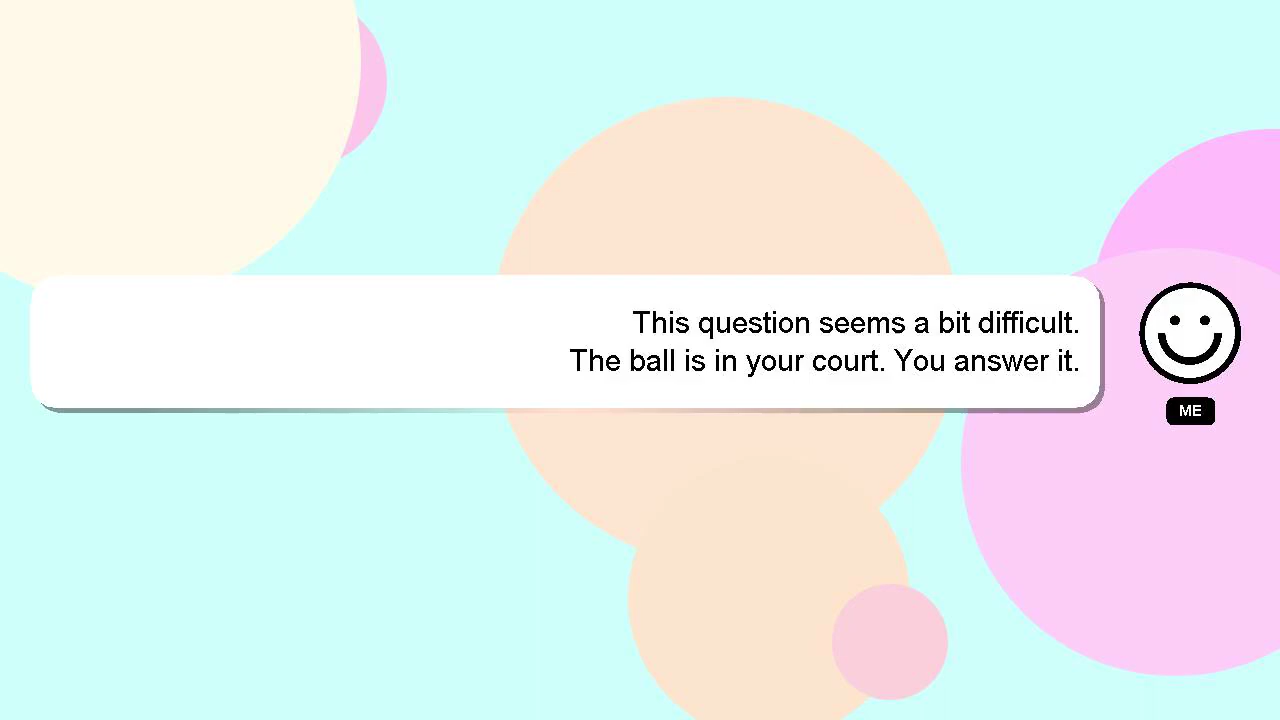 This question seems a bit difficult.
The ball is in your court. You answer it.
ME